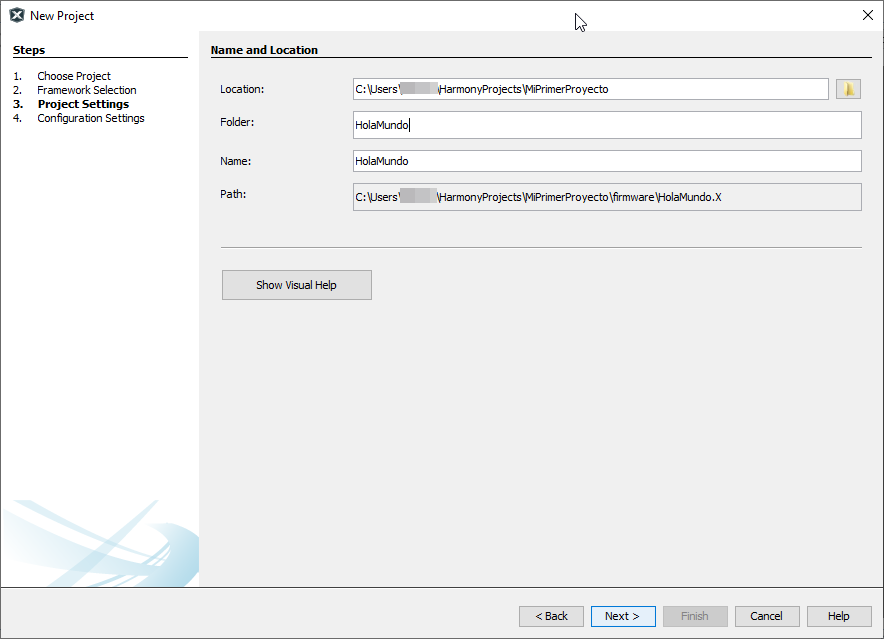 New Project
Steps
1. Choose Project
2. Framework Selection
3. Project Settings
4. Configuration Settings
Name and Location
Location: C:\Users\ \HarmonyProjects\MiPrimerProyecto
Folder: HolaMundo
Name: HolaMundo
Path: C:\Users\ \HarmonyProjects\MiPrimerProyecto\firmware\HolaMundo.X
Show Visual Help
< Back Next > Finish Cancel Help